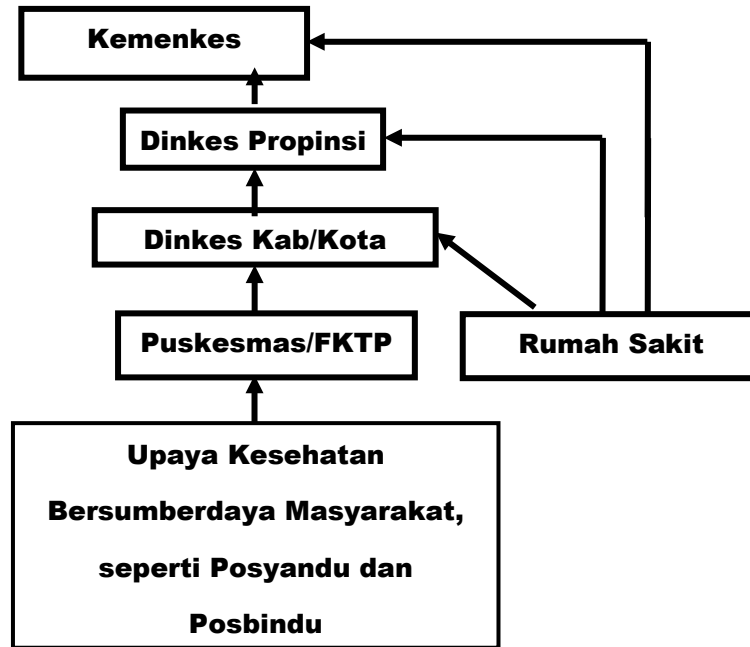 Kemenkes
Dinkes Propinsi
Dinkes Kab/Kota
Puskesmas/FKTP
Rumah Sakit
Upaya Kesehatan
Bersumberdaya Masyarakat,
seperti Posyandu dan
Posbindu